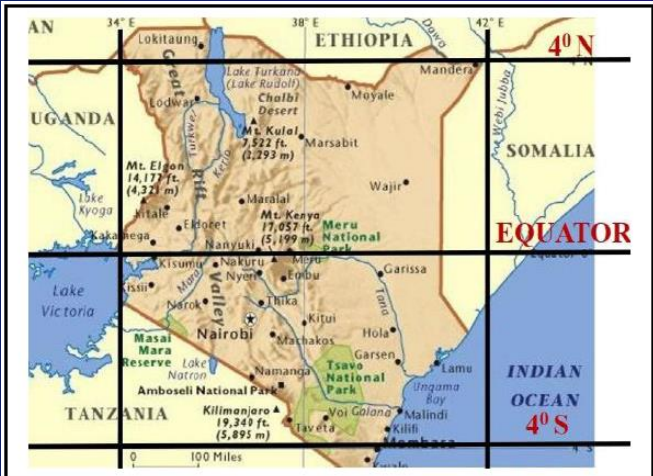 34° E
38° E
42° E
AN
Lokitaung
ETHIOPIA
Dawa
4⁰ N
Mandera
Great
Lake Turkana
(Lake Rudolf)
Chalbi
Desert
Moyale
Lodwar
UGANDA
Turkwe
Mt. Kulal
7,522 ft.
(2,293 m)
Marsabit
Webi Jubba
SOMALIA
Kerio
Mt. Elgon
14,177 ft.
(4,321 m)
Rift
Wajir
Lake
Kyoga
Kitale
Maralal
Mt. Kenya
17,057 ft.
(5,199 m)
Eldoret
Meru
National
Park
EQUATOR
Nanyuki
Kisumu
Nakuru
Meru
Nyeri
Embu
Garissa
Mara
Lake
Victoria
Narok
Valley
Thika
Tana
Nairobi
Kitui
Machakos
Hola
Masai
Mara
Reserve
Lake
Natron
Namanga
Garsen
Lamu
Tsavo
National
Park
Ungama
Bay
INDIAN
OCEAN
Amboseli National Park
TANZANIA
Kilimanjaro
19,340 ft.
(5,895 m)
Voi
Galana
Malindi
Taveta
Kilifi
4⁰ S
Mombasa
4° S
0
100 Miles
Kwale